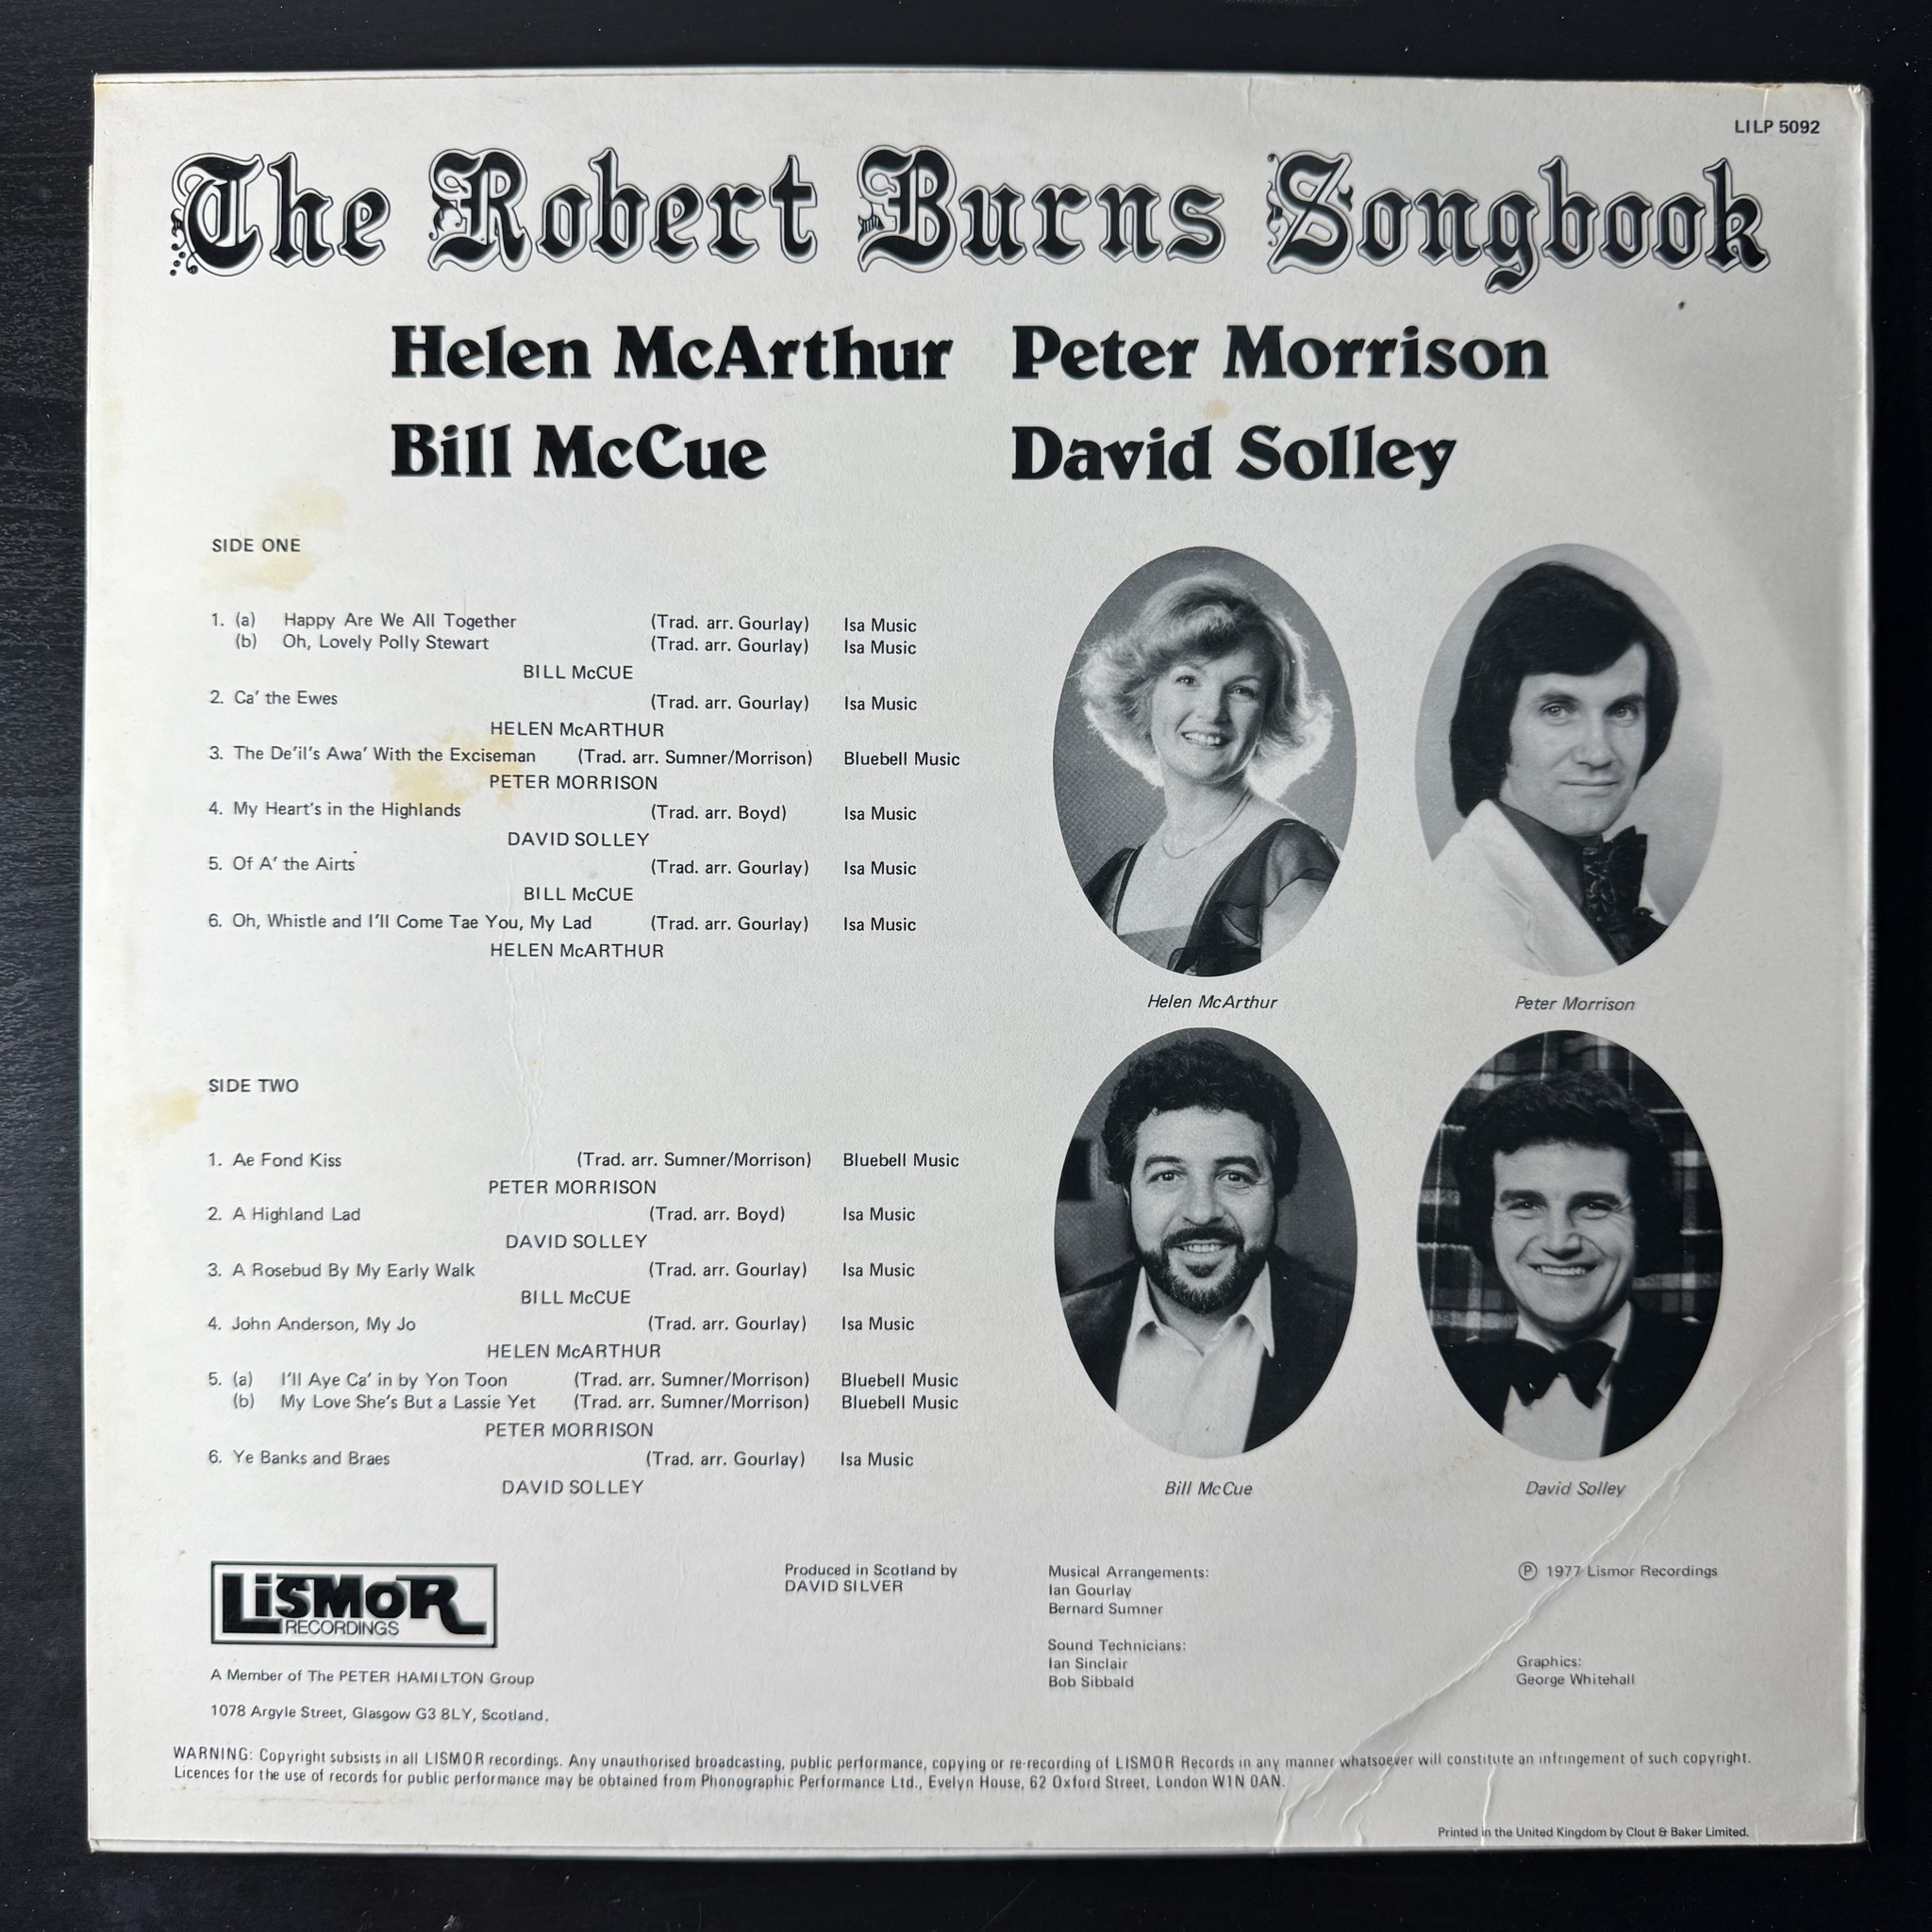 LILP 5092
The Robert Burns Songbook
Helen McArthur Peter Morrison
Bill McCue David Solley
SIDE ONE
1. (a) Happy Are We All Together (Trad. arr. Gourlay) Isa Music
(b) Oh, Lovely Polly Stewart (Trad. arr. Gourlay) Isa Music
BILL McCUE
2. Ca' the Ewes (Trad. arr. Gourlay) Isa Music
HELEN McARTHUR
3. The De'il's Awa' With the Exciseman (Trad. arr. Sumner/Morrison) Bluebell Music
PETER MORRISON
4. My Heart's in the Highlands (Trad. arr. Boyd) Isa Music
DAVID SOLLEY
5. Of A' the Airts (Trad. arr. Gourlay) Isa Music
BILL McCUE
6. Oh, Whistle and I'll Come Tae You, My Lad (Trad. arr. Gourlay) Isa Music
HELEN McARTHUR
SIDE TWO
1. Ae Fond Kiss (Trad. arr. Sumner/Morrison) Bluebell Music
PETER MORRISON
2. A Highland Lad (Trad. arr. Boyd) Isa Music
DAVID SOLLEY
3. A Rosebud By My Early Walk (Trad. arr. Gourlay) Isa Music
BILL McCUE
4. John Anderson, My Jo (Trad. arr. Gourlay) Isa Music
HELEN McARTHUR
5. (a) I'll Aye Ca' in by Yon Toon (Trad. arr. Sumner/Morrison) Bluebell Music
(b) My Love She's But a Lassie Yet (Trad. arr. Sumner/Morrison) Bluebell Music
PETER MORRISON
6. Ye Banks and Braes (Trad. arr. Gourlay) Isa Music
DAVID SOLLEY
Helen McArthur Peter Morrison
Bill McCue David Solley
LISMOR
RECORDINGS
A Member of The PETER HAMILTON Group
1078 Argyle Street, Glasgow G3 8LY, Scotland.
Produced in Scotland by
DAVID SILVER
Musical Arrangements:
Ian Gourlay
Bernard Sumner
Sound Technicians:
Ian Sinclair
Bob Sibbald
Ⓟ 1977 Lismor Recordings
Graphics:
George Whitehall
WARNING: Copyright subsists in all LISMOR recordings. Any unauthorised broadcasting, public performance, copying or re-recording of LISMOR Records in any manner whatsoever will constitute an infringement of such copyright.
Licences for the use of records for public performance may be obtained from Phonographic Performance Ltd., Evelyn House, 62 Oxford Street, London W1N 0AN.
Printed in the United Kingdom by Clout & Baker Limited.